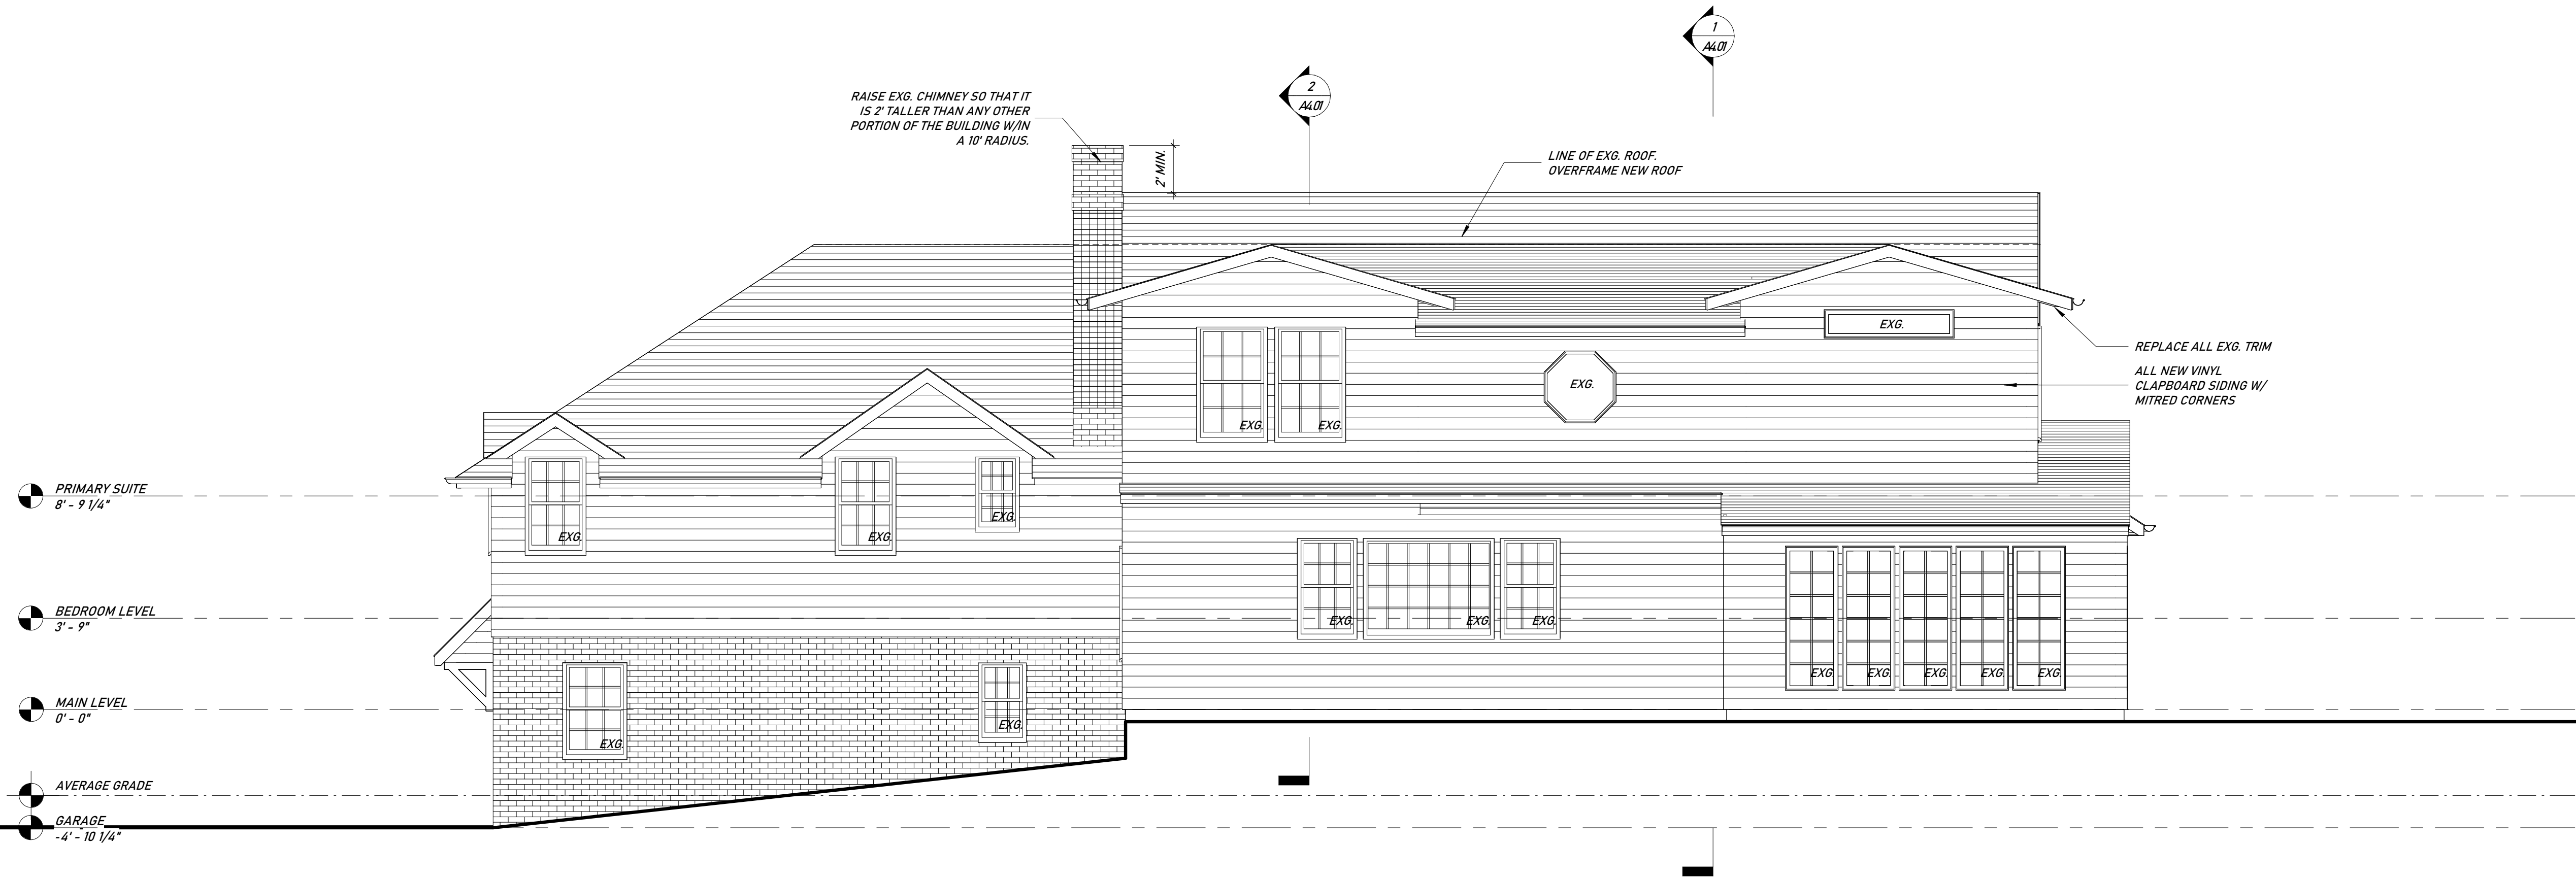 1
A4.01
2
A4.01
RAISE EXG. CHIMNEY SO THAT IT
IS 2' TALLER THAN ANY OTHER
PORTION OF THE BUILDING W/IN
A 10' RADIUS.
2' MIN.
LINE OF EXG. ROOF.
OVERFRAME NEW ROOF
EXG.
REPLACE ALL EXG. TRIM
ALL NEW VINYL
CLAPBOARD SIDING W/
MITRED CORNERS
EXG.
EXG.
EXG.
PRIMARY SUITE
8' - 9 1/4"
EXG.
EXG.
EXG.
BEDROOM LEVEL
3' - 9"
EXG.
EXG.
EXG.
EXG.
EXG.
EXG.
EXG.
EXG.
MAIN LEVEL
0' - 0"
EXG.
EXG.
AVERAGE GRADE
GARAGE
-4' - 10 1/4"